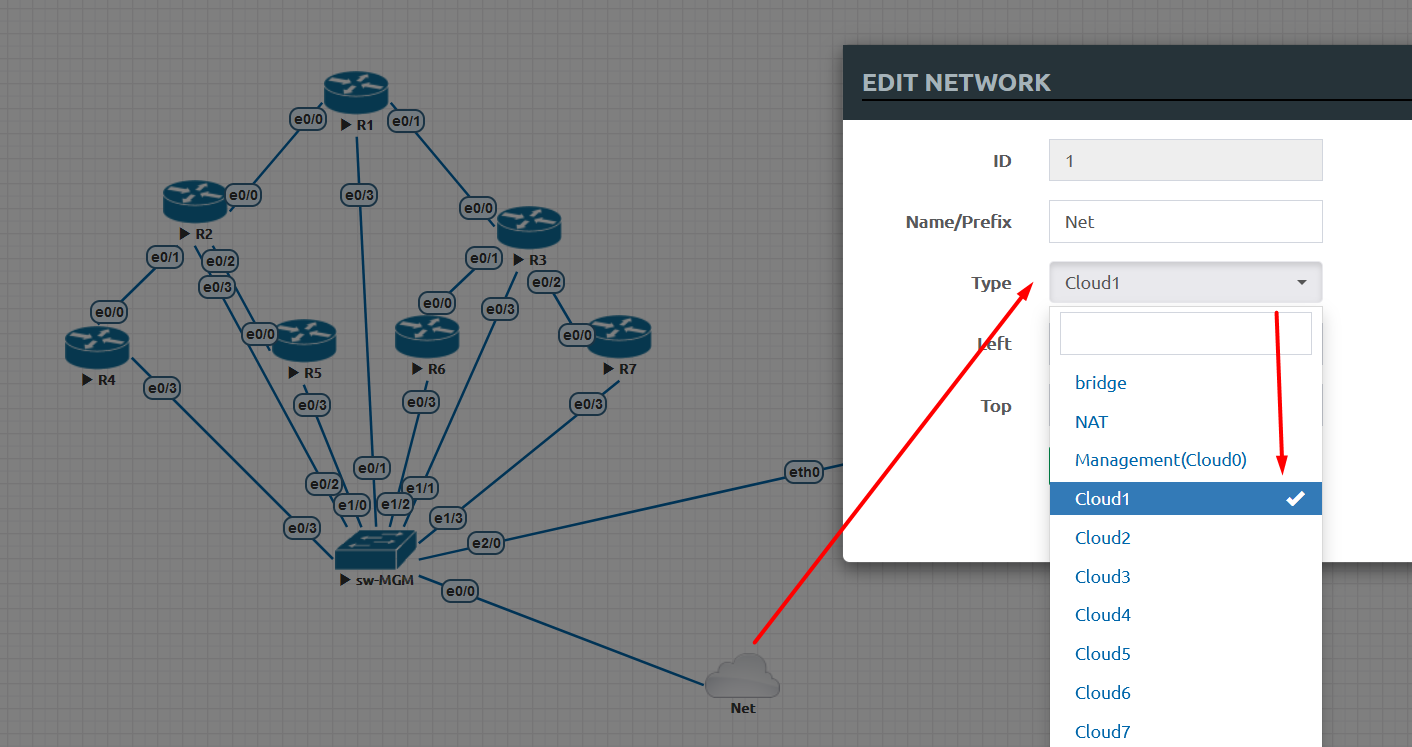 R1
e0/0
e0/1
e0/3
R2
e0/0
e0/1
e0/2
e0/3
R3
e0/0
e0/1
e0/2
e0/3
R4
e0/0
e0/3
R5
e0/0
e0/3
R6
e0/0
e0/3
R7
e0/0
e0/3
e0/1
e0/2
e1/0
e1/2
e1/1
e1/3
e0/3
e2/0
eth0
sw-MGM
e0/0
Net
EDIT NETWORK
ID
1
Name/Prefix
Net
Type
Cloud1
Left
Top
bridge
NAT
Management(Cloud0)
Cloud1
Cloud2
Cloud3
Cloud4
Cloud5
Cloud6
Cloud7